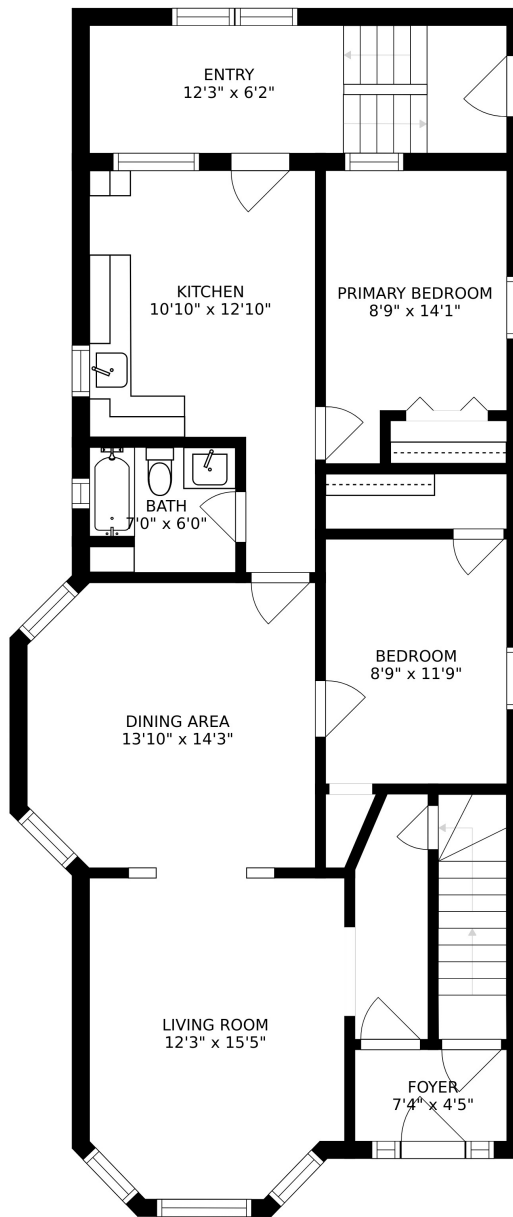 ENTRY
12'3" x 6'2"
KITCHEN
10'10" x 12'10"
PRIMARY BEDROOM
8'9" x 14'1"
BATH
7'0" x 6'0"
BEDROOM
8'9" x 11'9"
DINING AREA
13'10" x 14'3"
LIVING ROOM
12'3" x 15'5"
FOYER
7'4" x 4'5"